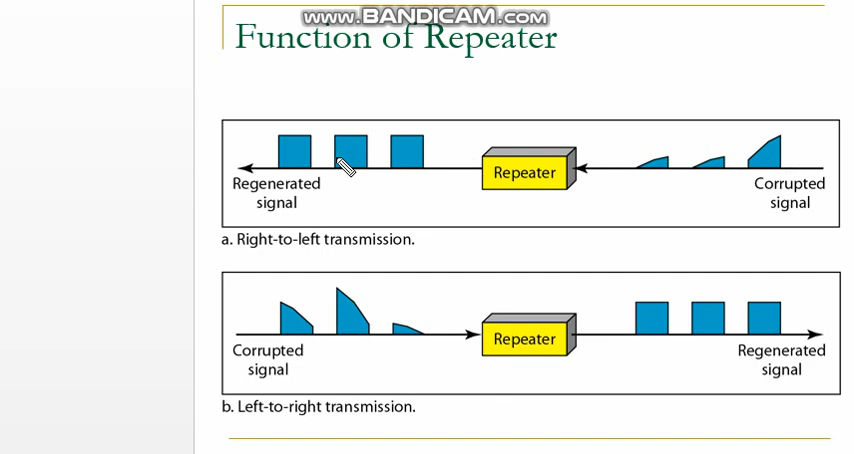 www.BANDICAM.com
Function of Repeater
Repeater
Regenerated
signal
Corrupted
signal
a. Right-to-left transmission.
Repeater
Corrupted
signal
Regenerated
signal
b. Left-to-right transmission.